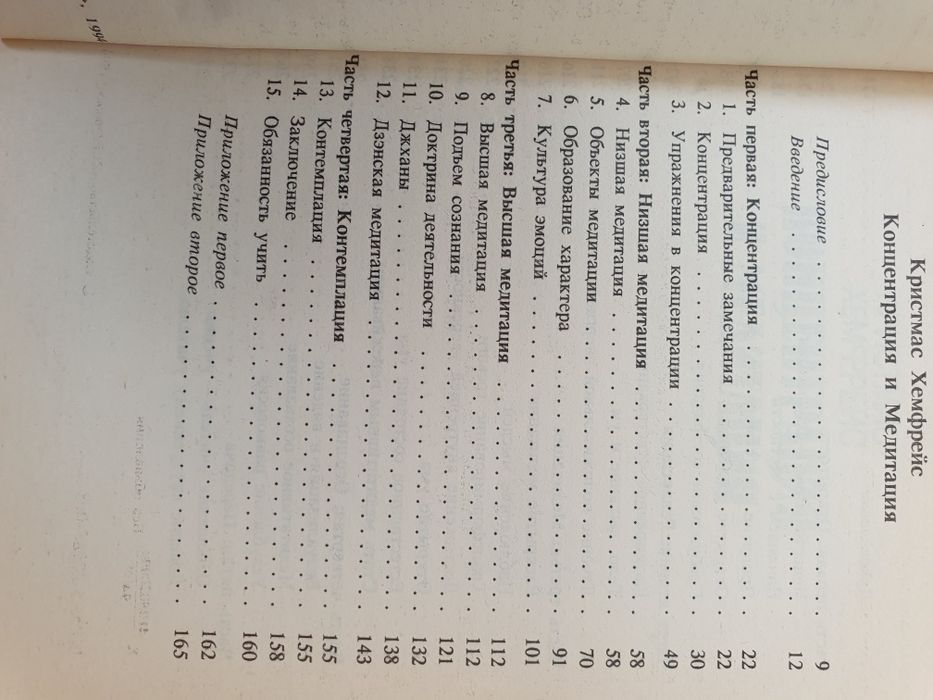 Кристмас Хемфрейс
Концентрация и Медитация
Предисловие . . . . . . . . . . . . . . . . . . . . 9
Введение . . . . . . . . . . . . . . . . . . . . 12
Часть первая: Концентрация . . . . . . . . . . . . . 22
1. Предварительные замечания . . . . . . . . . . . 22
2. Концентрация . . . . . . . . . . . . . . . . 30
3. Упражнения в концентрации . . . . . . . . . . 49
Часть вторая: Низшая медитация . . . . . . . . . . . 58
4. Низшая медитация . . . . . . . . . . . . . . 58
5. Объекты медитации . . . . . . . . . . . . . . 70
6. Образование характера . . . . . . . . . . . . 91
7. Культура эмоций . . . . . . . . . . . . . . . 101
Часть третья: Высшая медитация . . . . . . . . . . . 112
8. Высшая медитация . . . . . . . . . . . . . . 112
9. Подъем сознания . . . . . . . . . . . . . . . 121
10. Доктрина деятельности . . . . . . . . . . . . 132
11. Джханы . . . . . . . . . . . . . . . . . . . 138
12. Дзэнская медитация . . . . . . . . . . . . . 143
Часть четвертая: Контемплация . . . . . . . . . . . 155
13. Контемплация . . . . . . . . . . . . . . . . 155
14. Заключение . . . . . . . . . . . . . . . . . 158
15. Обязанность учить . . . . . . . . . . . . . . 160
Приложение первое . . . . . . . . . . . . . . 162
Приложение второе . . . . . . . . . . . . . . 165